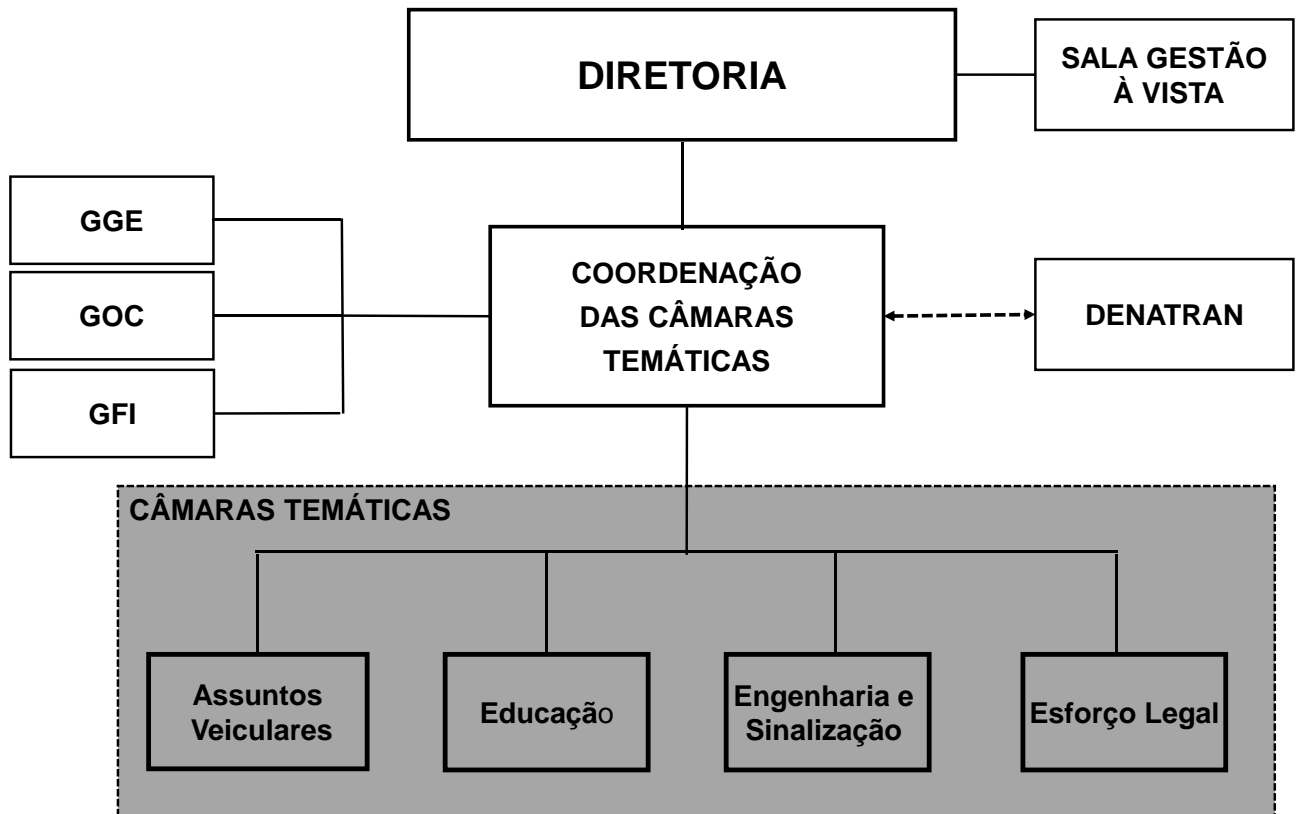 DIRETORIA
SALA GESTÃO
À VISTA
GGE
GOC
GFI
COORDENAÇÃO
DAS CÂMARAS
TEMÁTICAS
DENATRAN
CÂMARAS TEMÁTICAS
Assuntos
Veiculares
Educação
Engenharia e
Sinalização
Esforço Legal